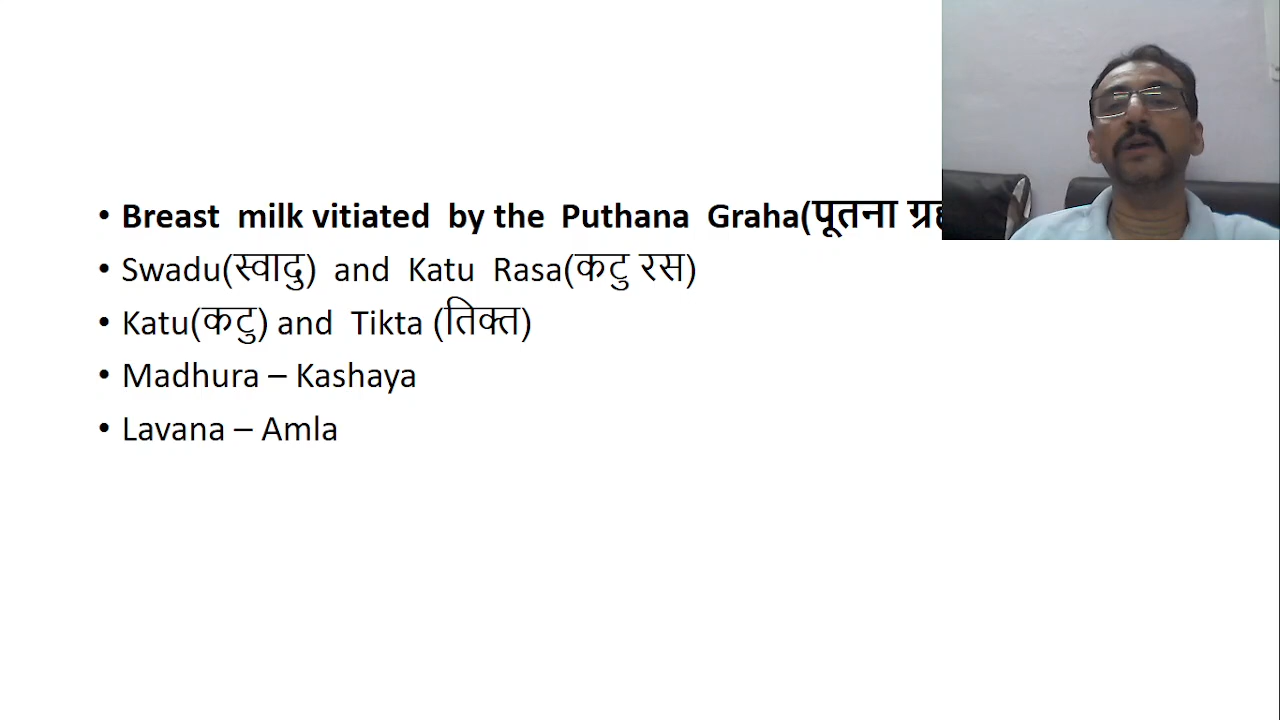 • Breast milk vitiated by the Puthana Graha(पूतना
• Swadu(स्वादु) and Katu Rasa(कटु रस)
• Katu(कटु) and Tikta (तिक्त)
• Madhura – Kashaya
• Lavana – Amla